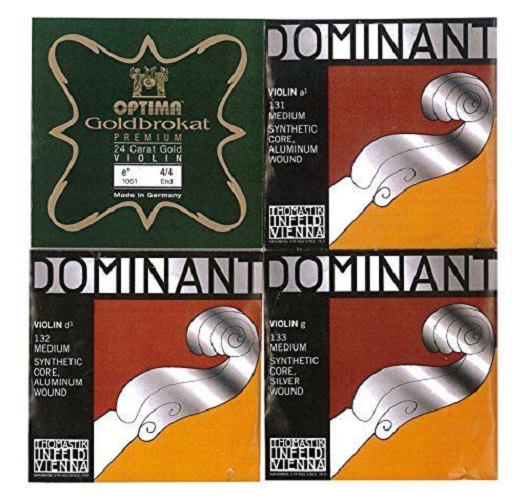 OPTIMA
Goldbrokat
PREMIUM
24 Carat Gold
VIOLIN
e" 4/4
1061 End
Made in Germany
DOMINANT
VIOLIN a¹
131
MEDIUM
SYNTHETIC
CORE,
ALUMINUM
WOUND
THOMASTIK
INFELD
VIENNA
DOMINANT
VIOLIN d¹
132
MEDIUM
SYNTHETIC
CORE,
ALUMINUM
WOUND
THOMASTIK
INFELD
VIENNA
DOMINANT
VIOLIN g
133
MEDIUM
SYNTHETIC
CORE,
SILVER
WOUND
THOMASTIK
INFELD
VIENNA